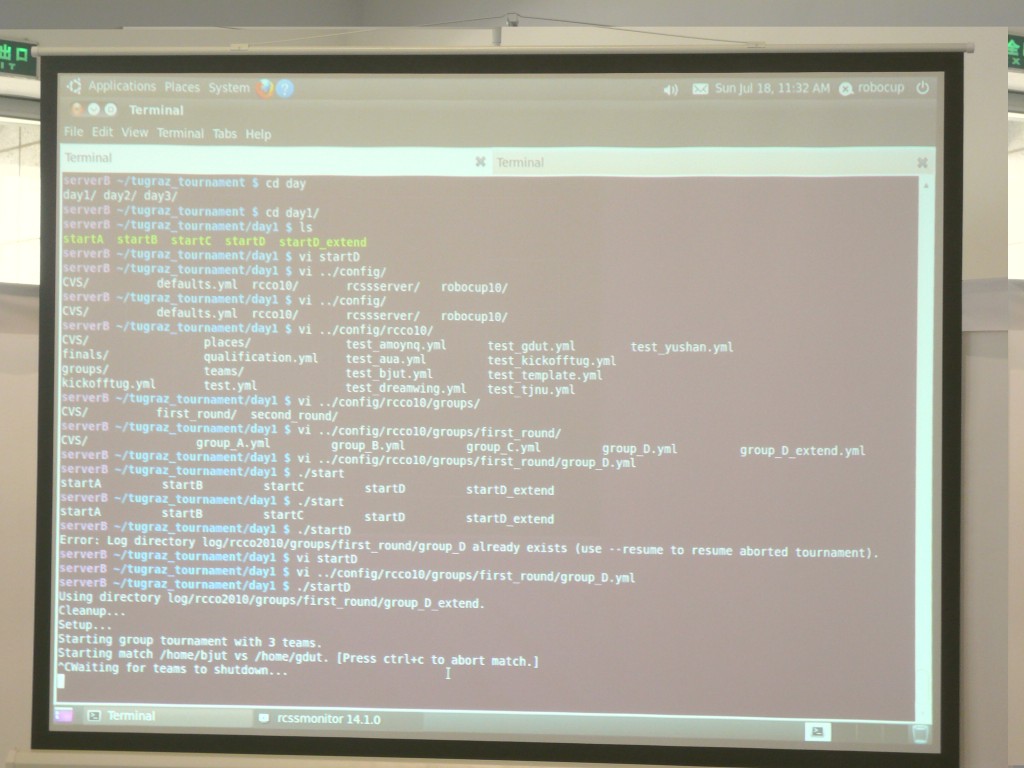 出口
Applications Places System
Sun Jul 18, 11:32 AM robocup
Terminal
File Edit View Terminal Tabs Help
Terminal Terminal
serverB ~/tugraz_tournament $ cd day
day1/ day2/ day3/
serverB ~/tugraz_tournament $ cd day1/
serverB ~/tugraz_tournament/day1 $ ls
startA startB startC startD startD_extend
serverB ~/tugraz_tournament/day1 $ vi startD
serverB ~/tugraz_tournament/day1 $ vi ../config/
CVS/ defaults.yml rcco10/ rcssserver/ robocup10/
serverB ~/tugraz_tournament/day1 $ vi ../config/
CVS/ defaults.yml rcco10/ rcssserver/ robocup10/
serverB ~/tugraz_tournament/day1 $ vi ../config/rcco10/
CVS/ places/ test_amoynq.yml test_gdut.yml test_yushan.yml
finals/ qualification.yml test_aua.yml test_kickofftug.yml
groups/ teams/ test_bjut.yml test_template.yml
kickofftug.yml test.yml test_dreamwing.yml test_tjnu.yml
serverB ~/tugraz_tournament/day1 $ vi ../config/rcco10/groups/
CVS/ first_round/ second_round/
serverB ~/tugraz_tournament/day1 $ vi ../config/rcco10/groups/first_round/
CVS/ group_A.yml group_B.yml group_C.yml group_D.yml group_D_extend.yml
serverB ~/tugraz_tournament/day1 $ vi ../config/rcco10/groups/first_round/group_D.yml
serverB ~/tugraz_tournament/day1 $ ./start
startA startB startC startD startD_extend
serverB ~/tugraz_tournament/day1 $ ./start
startA startB startC startD startD_extend
serverB ~/tugraz_tournament/day1 $ ./startD
Error: Log directory log/rcco2010/groups/first_round/group_D already exists (use --resume to resume aborted tournament).
serverB ~/tugraz_tournament/day1 $ vi startD
serverB ~/tugraz_tournament/day1 $ vi ../config/rcco10/groups/first_round/group_D.yml
serverB ~/tugraz_tournament/day1 $ ./startD
Using directory log/rcco2010/groups/first_round/group_D_extend.
Cleanup...
Setup...
Starting group tournament with 3 teams.
Starting match /home/bjut vs /home/gdut. [Press ctrl+c to abort match.]
^CWaiting for teams to shutdown...
Terminal rcssmonitor 14.1.0